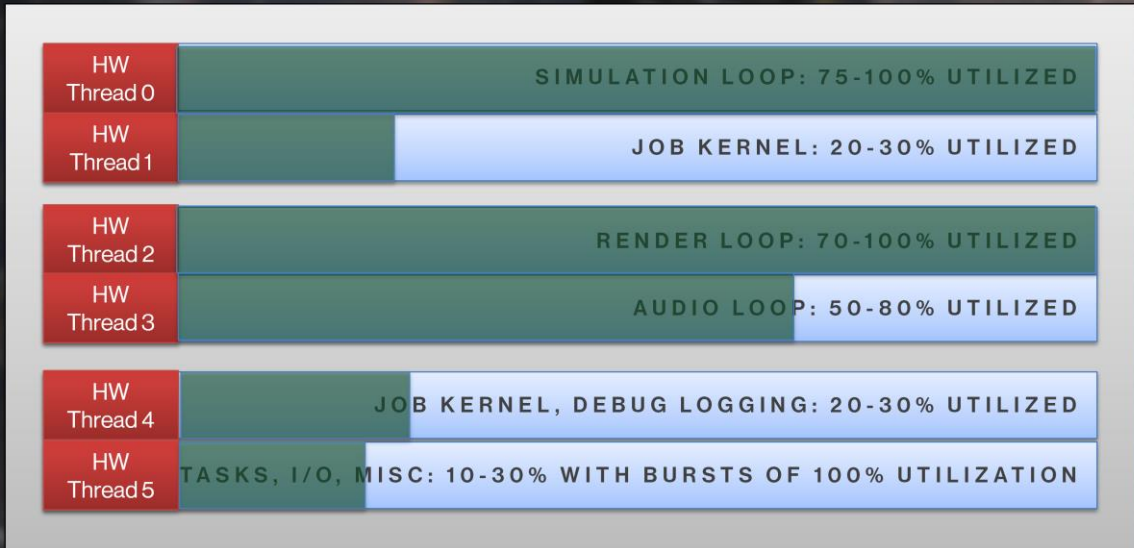 HW
Thread 0
SIMULATION LOOP: 75-100% UTILIZED
HW
Thread 1
JOB KERNEL: 20-30% UTILIZED
HW
Thread 2
RENDER LOOP: 70-100% UTILIZED
HW
Thread 3
AUDIO LOOP: 50-80% UTILIZED
HW
Thread 4
JOB KERNEL, DEBUG LOGGING: 20-30% UTILIZED
HW
Thread 5
TASKS, I/O, MISC: 10-30% WITH BURSTS OF 100% UTILIZATION